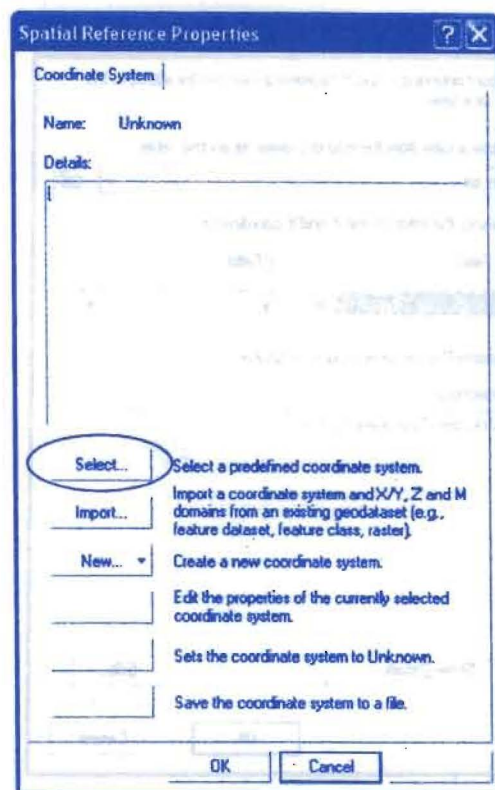 Spatial Reference Properties
Coordinate System
Name: Unknown
Details:
Select... Select a predefined coordinate system.
Import... Import a coordinate system and X/Y, Z and M
domains from an existing geodataset (e.g.,
feature dataset, feature class, raster).
New... Create a new coordinate system.
Edit the properties of the currently selected
coordinate system.
Sets the coordinate system to Unknown.
Save the coordinate system to a file.
OK Cancel